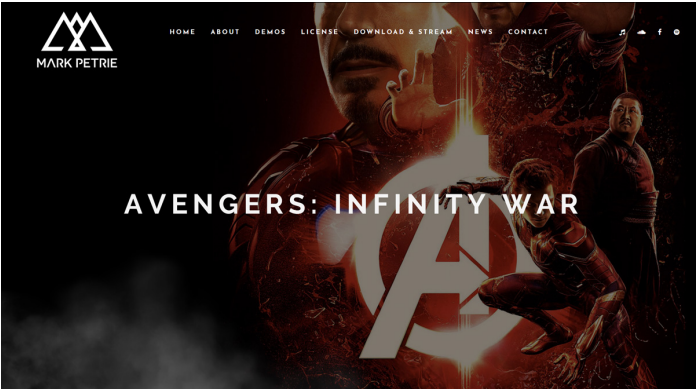 MARK PETRIE
HOME ABOUT DEMOS LICENSE DOWNLOAD & STREAM NEWS CONTACT
AVENGERS: INFINITY WAR